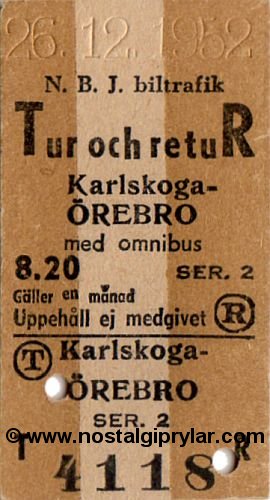 26.12.1952
N. B. J. biltrafik
Tur och retuR
Karlskoga-
ÖREBRO
med omnibus
8.20 SER. 2
Gäller en månad
Uppehåll ej medgivet R
T Karlskoga-
ÖREBRO
SER. 2
©www.nostalgiprylar.com
T 4118 R